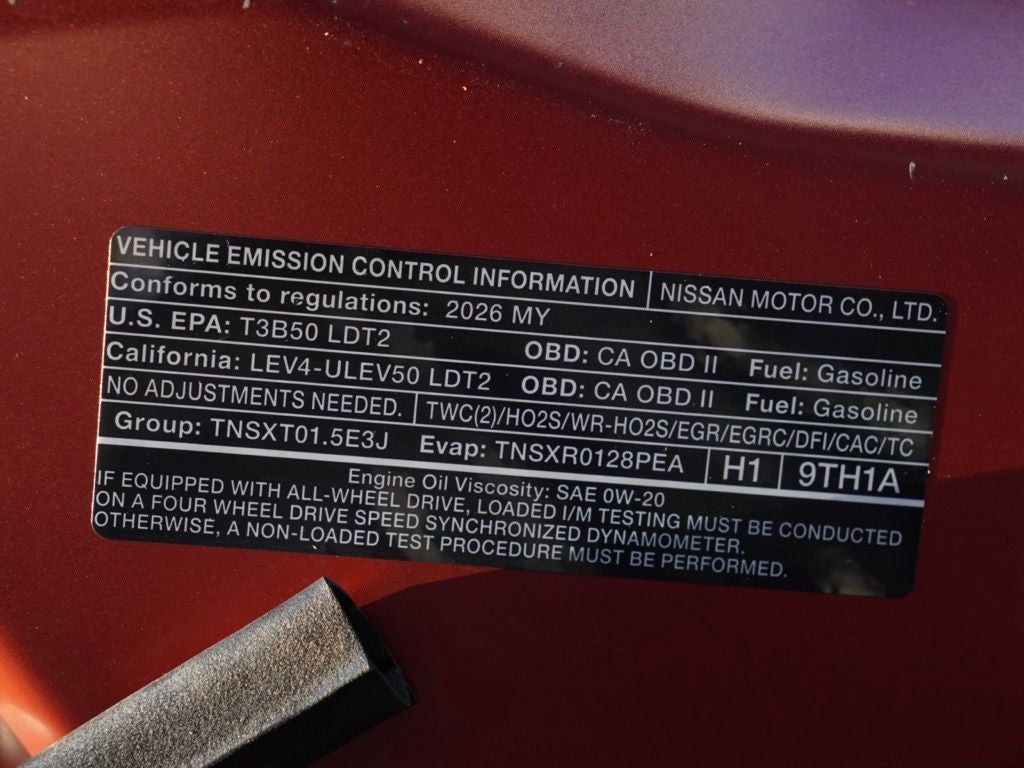 VEHICLE EMISSION CONTROL INFORMATION NISSAN MOTOR CO., LTD.
Conforms to regulations: 2026 MY
U.S. EPA: T3B50 LDT2 OBD: CA OBD II Fuel: Gasoline
California: LEV4-ULEV50 LDT2 OBD: CA OBD II Fuel: Gasoline
NO ADJUSTMENTS NEEDED. TWC(2)/HO2S/WR-HO2S/EGR/EGRC/DFI/CAC/TC
Group: TNSXT01.5E3J Evap: TNSXR0128PEA H1 9TH1A
Engine Oil Viscosity: SAE 0W-20
IF EQUIPPED WITH ALL-WHEEL DRIVE, LOADED I/M TESTING MUST BE CONDUCTED
ON A FOUR WHEEL DRIVE SPEED SYNCHRONIZED DYNAMOMETER.
OTHERWISE, A NON-LOADED TEST PROCEDURE MUST BE PERFORMED.